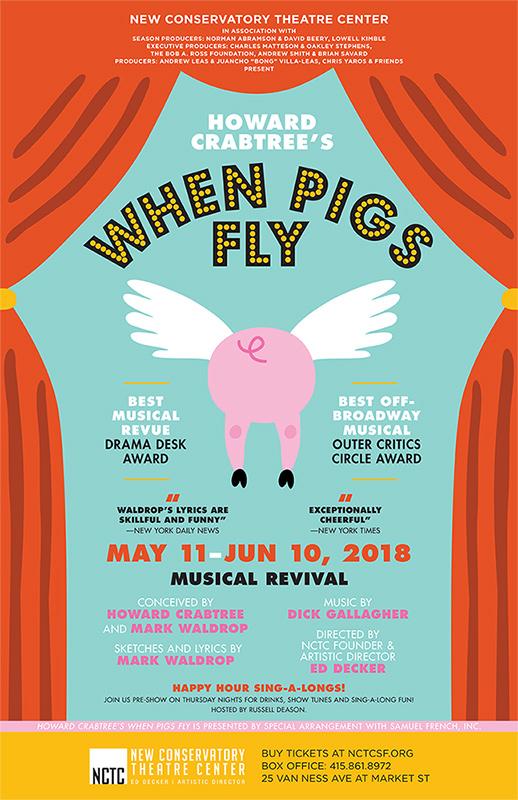 NEW CONSERVATORY THEATRE CENTER
IN ASSOCIATION WITH
SEASON PRODUCERS: NORMAN ABRAMSON & DAVID BEERY, LOWELL KIMBLE
EXECUTIVE PRODUCERS: CHARLES MATTESON & OAKLEY STEPHENS,
THE BOB A. ROSS FOUNDATION, ANDREW SMITH & BRIAN SAVARD
PRODUCERS: ANDREW LEAS & JUANCHO "BONG" VILLA-LEAS, CHRIS YAROS & FRIENDS
PRESENT
HOWARD
CRABTREE'S
WHEN PIGS
FLY
BEST
MUSICAL
REVUE
DRAMA DESK
AWARD
BEST OFF-
BROADWAY
MUSICAL
OUTER CRITICS
CIRCLE AWARD
"
WALDROP'S LYRICS ARE
SKILLFUL AND FUNNY"
—NEW YORK DAILY NEWS
"
EXCEPTIONALLY
CHEERFUL"
—NEW YORK TIMES
MAY 11–JUN 10, 2018
MUSICAL REVIVAL
CONCEIVED BY
HOWARD CRABTREE
AND MARK WALDROP
SKETCHES AND LYRICS BY
MARK WALDROP
MUSIC BY
DICK GALLAGHER
DIRECTED BY
NCTC FOUNDER &
ARTISTIC DIRECTOR
ED DECKER
HAPPY HOUR SING-A-LONGS!
JOIN US PRE-SHOW ON THURSDAY NIGHTS FOR DRINKS, SHOW TUNES AND SING-ALONG FUN!
HOSTED BY RUSSELL DEASON.
HOWARD CRABTREE'S WHEN PIGS FLY IS PRESENTED BY SPECIAL ARRANGEMENT WITH SAMUEL FRENCH, INC.
NCTC
NEW CONSERVATORY
THEATRE CENTER
ED DECKER | ARTISTIC DIRECTOR
BUY TICKETS AT NCTCSF.ORG
BOX OFFICE: 415.861.8972
25 VAN NESS AVE AT MARKET ST